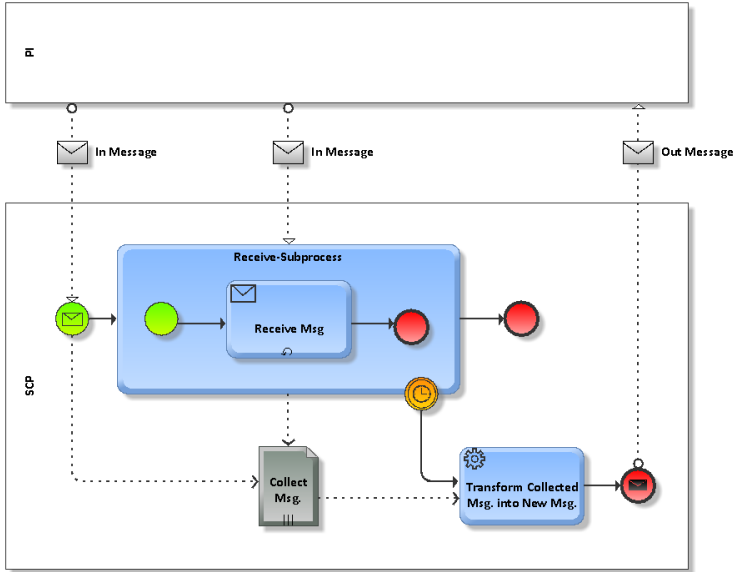 PI
In Message
In Message
Out Message
Receive-Subprocess
Receive Msg
SCP
Collect
Msg.
Transform Collected
Msg. into New Msg.